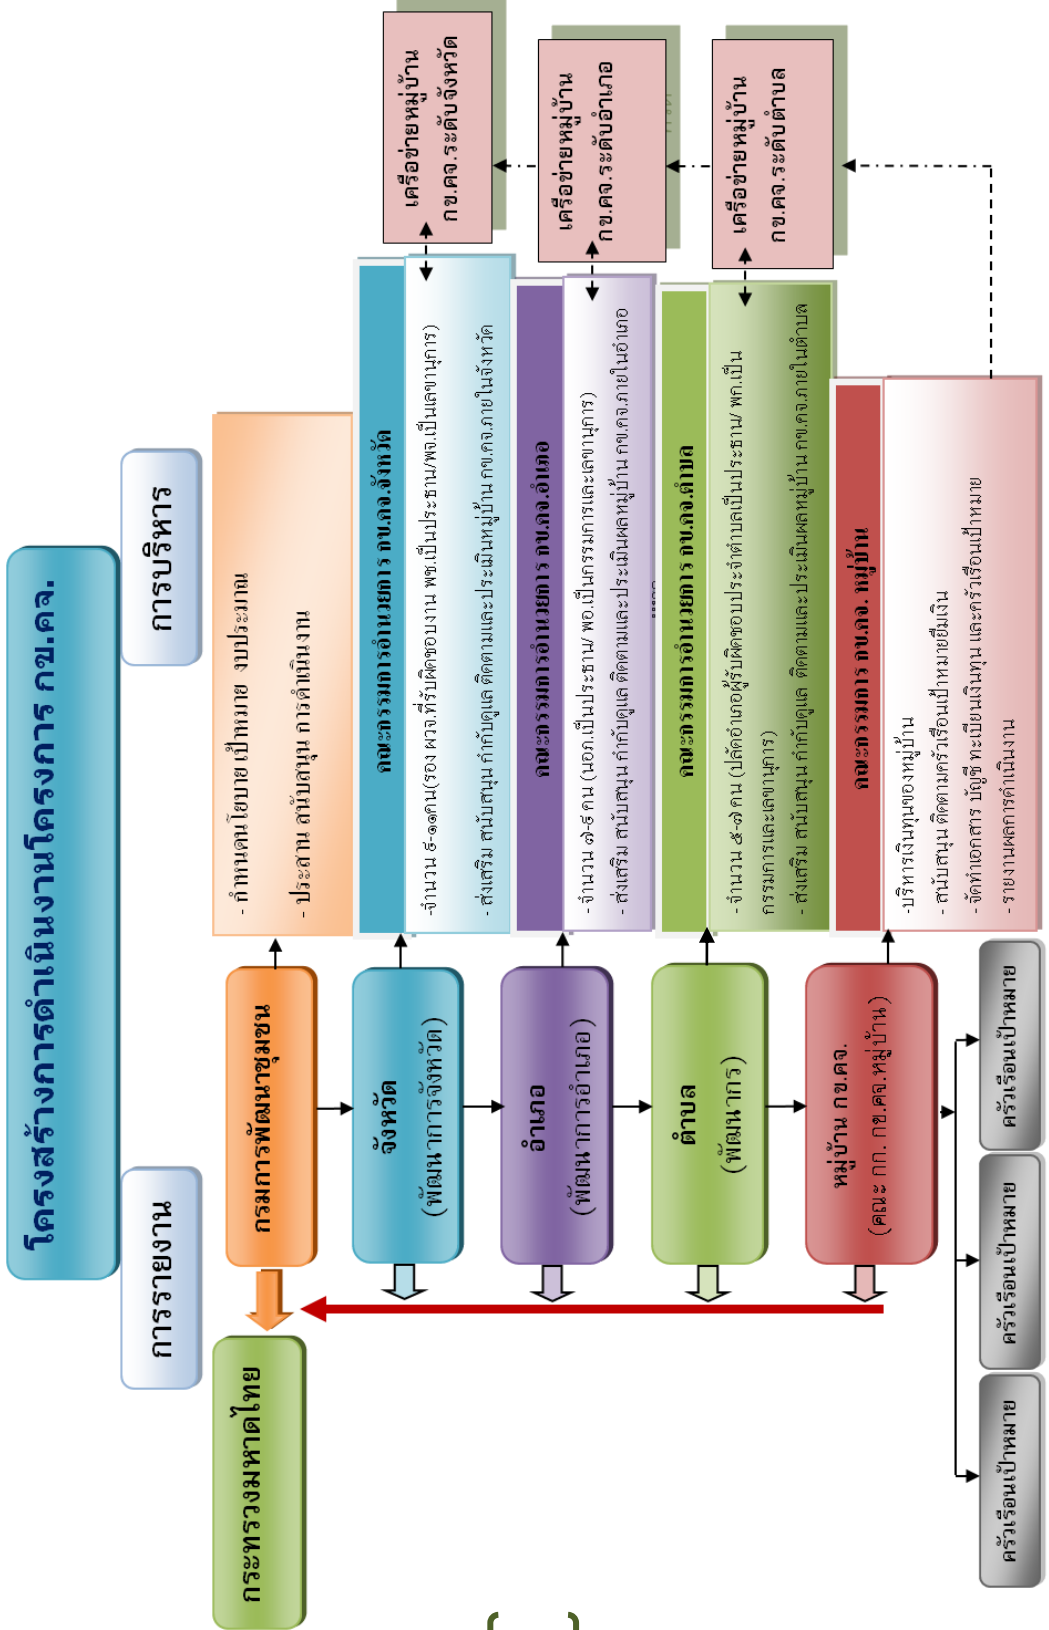 โครงสร้างการดำเนินงานโครงการ กข.คจ.
การรายงาน
การบริหาร
กระทรวงมหาดไทย
กรมการพัฒนาชุมชน
- กำหนดนโยบาย เป้าหมาย งบประมาณ
- ประสาน สนับสนุน การดำเนินงาน
จังหวัด
(พัฒนาการจังหวัด)
คณะกรรมการอำนวยการ กข.คจ.จังหวัด
-จำนวน ๕-๑๑คน(รอง ผวจ.ที่รับผิดชอบงาน พช.เป็นประธาน/พจ.เป็นเลขานุการ)
- ส่งเสริม สนับสนุน กำกับดูแล ติดตามและประเมินหมู่บ้าน กข.คจ.ภายในจังหวัด
เครือข่ายหมู่บ้าน
กข.คจ.ระดับจังหวัด
อำเภอ
(พัฒนาการอำเภอ)
คณะกรรมการอำนวยการ กข.คจ.อำเภอ
- จำนวน ๗-๕ คน (นอภ.เป็นประธาน/ พอ.เป็นกรรมการและเลขานุการ)
- ส่งเสริม สนับสนุน กำกับดูแล ติดตามและประเมินผลหมู่บ้าน กข.คจ.ภายในอำเภอ
เครือข่ายหมู่บ้าน
กข.คจ.ระดับอำเภอ
ตำบล
(พัฒนากร)
คณะกรรมการอำนวยการ กข.คจ.ตำบล
- จำนวน ๕-๗ คน (ปลัดอำเภอผู้รับผิดชอบประจำตำบลเป็นประธาน/ พก.เป็น
กรรมการและเลขานุการ)
- ส่งเสริม สนับสนุน กำกับดูแล ติดตามและประเมินผลหมู่บ้าน กข.คจ.ภายในตำบล
เครือข่ายหมู่บ้าน
กข.คจ.ระดับตำบล
หมู่บ้าน กข.คจ.
(คณะ กก. กข.คจ.หมู่บ้าน)
คณะกรรมการ กข.คจ. หมู่บ้าน
-บริหารเงินทุนของหมู่บ้าน
- สนับสนุน ติดตามครัวเรือนเป้าหมายยืมเงิน
- จัดทำเอกสาร บัญชี ทะเบียนเงินทุน และครัวเรือนเป้าหมาย
- รายงานผลการดำเนินงาน
ครัวเรือนเป้าหมาย
ครัวเรือนเป้าหมาย
ครัวเรือนเป้าหมาย